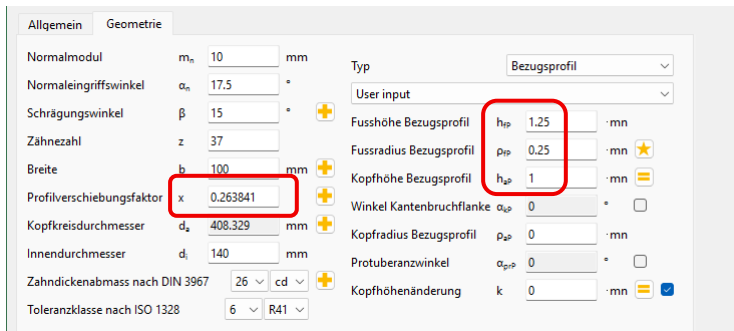 Allgemein Geometrie
Normalmodul mₙ 10 mm
Normaleingriffswinkel αₙ 17.5 °
Schrägungswinkel β 15 °
Zähnezahl z 37
Breite b 100 mm
Profilverschiebungsfaktor x 0.263841
Kopfkreisdurchmesser dₐ 408.329 mm
Innendurchmesser dᵢ 140 mm
Zahndickenabmass nach DIN 3967 26 cd
Toleranzklasse nach ISO 1328 6 R41
Typ Bezugsprofil
User input
Fusshöhe Bezugsprofil hfP 1.25 ·mn
Fussradius Bezugsprofil ρfP 0.25 ·mn
Kopfhöhe Bezugsprofil haP 1 ·mn
Winkel Kantenbruchflanke αkP 0 °
Kopfradius Bezugsprofil ρaP 0 ·mn
Protuberanzwinkel αprP 0 °
Kopfhöhenänderung k 0 ·mn